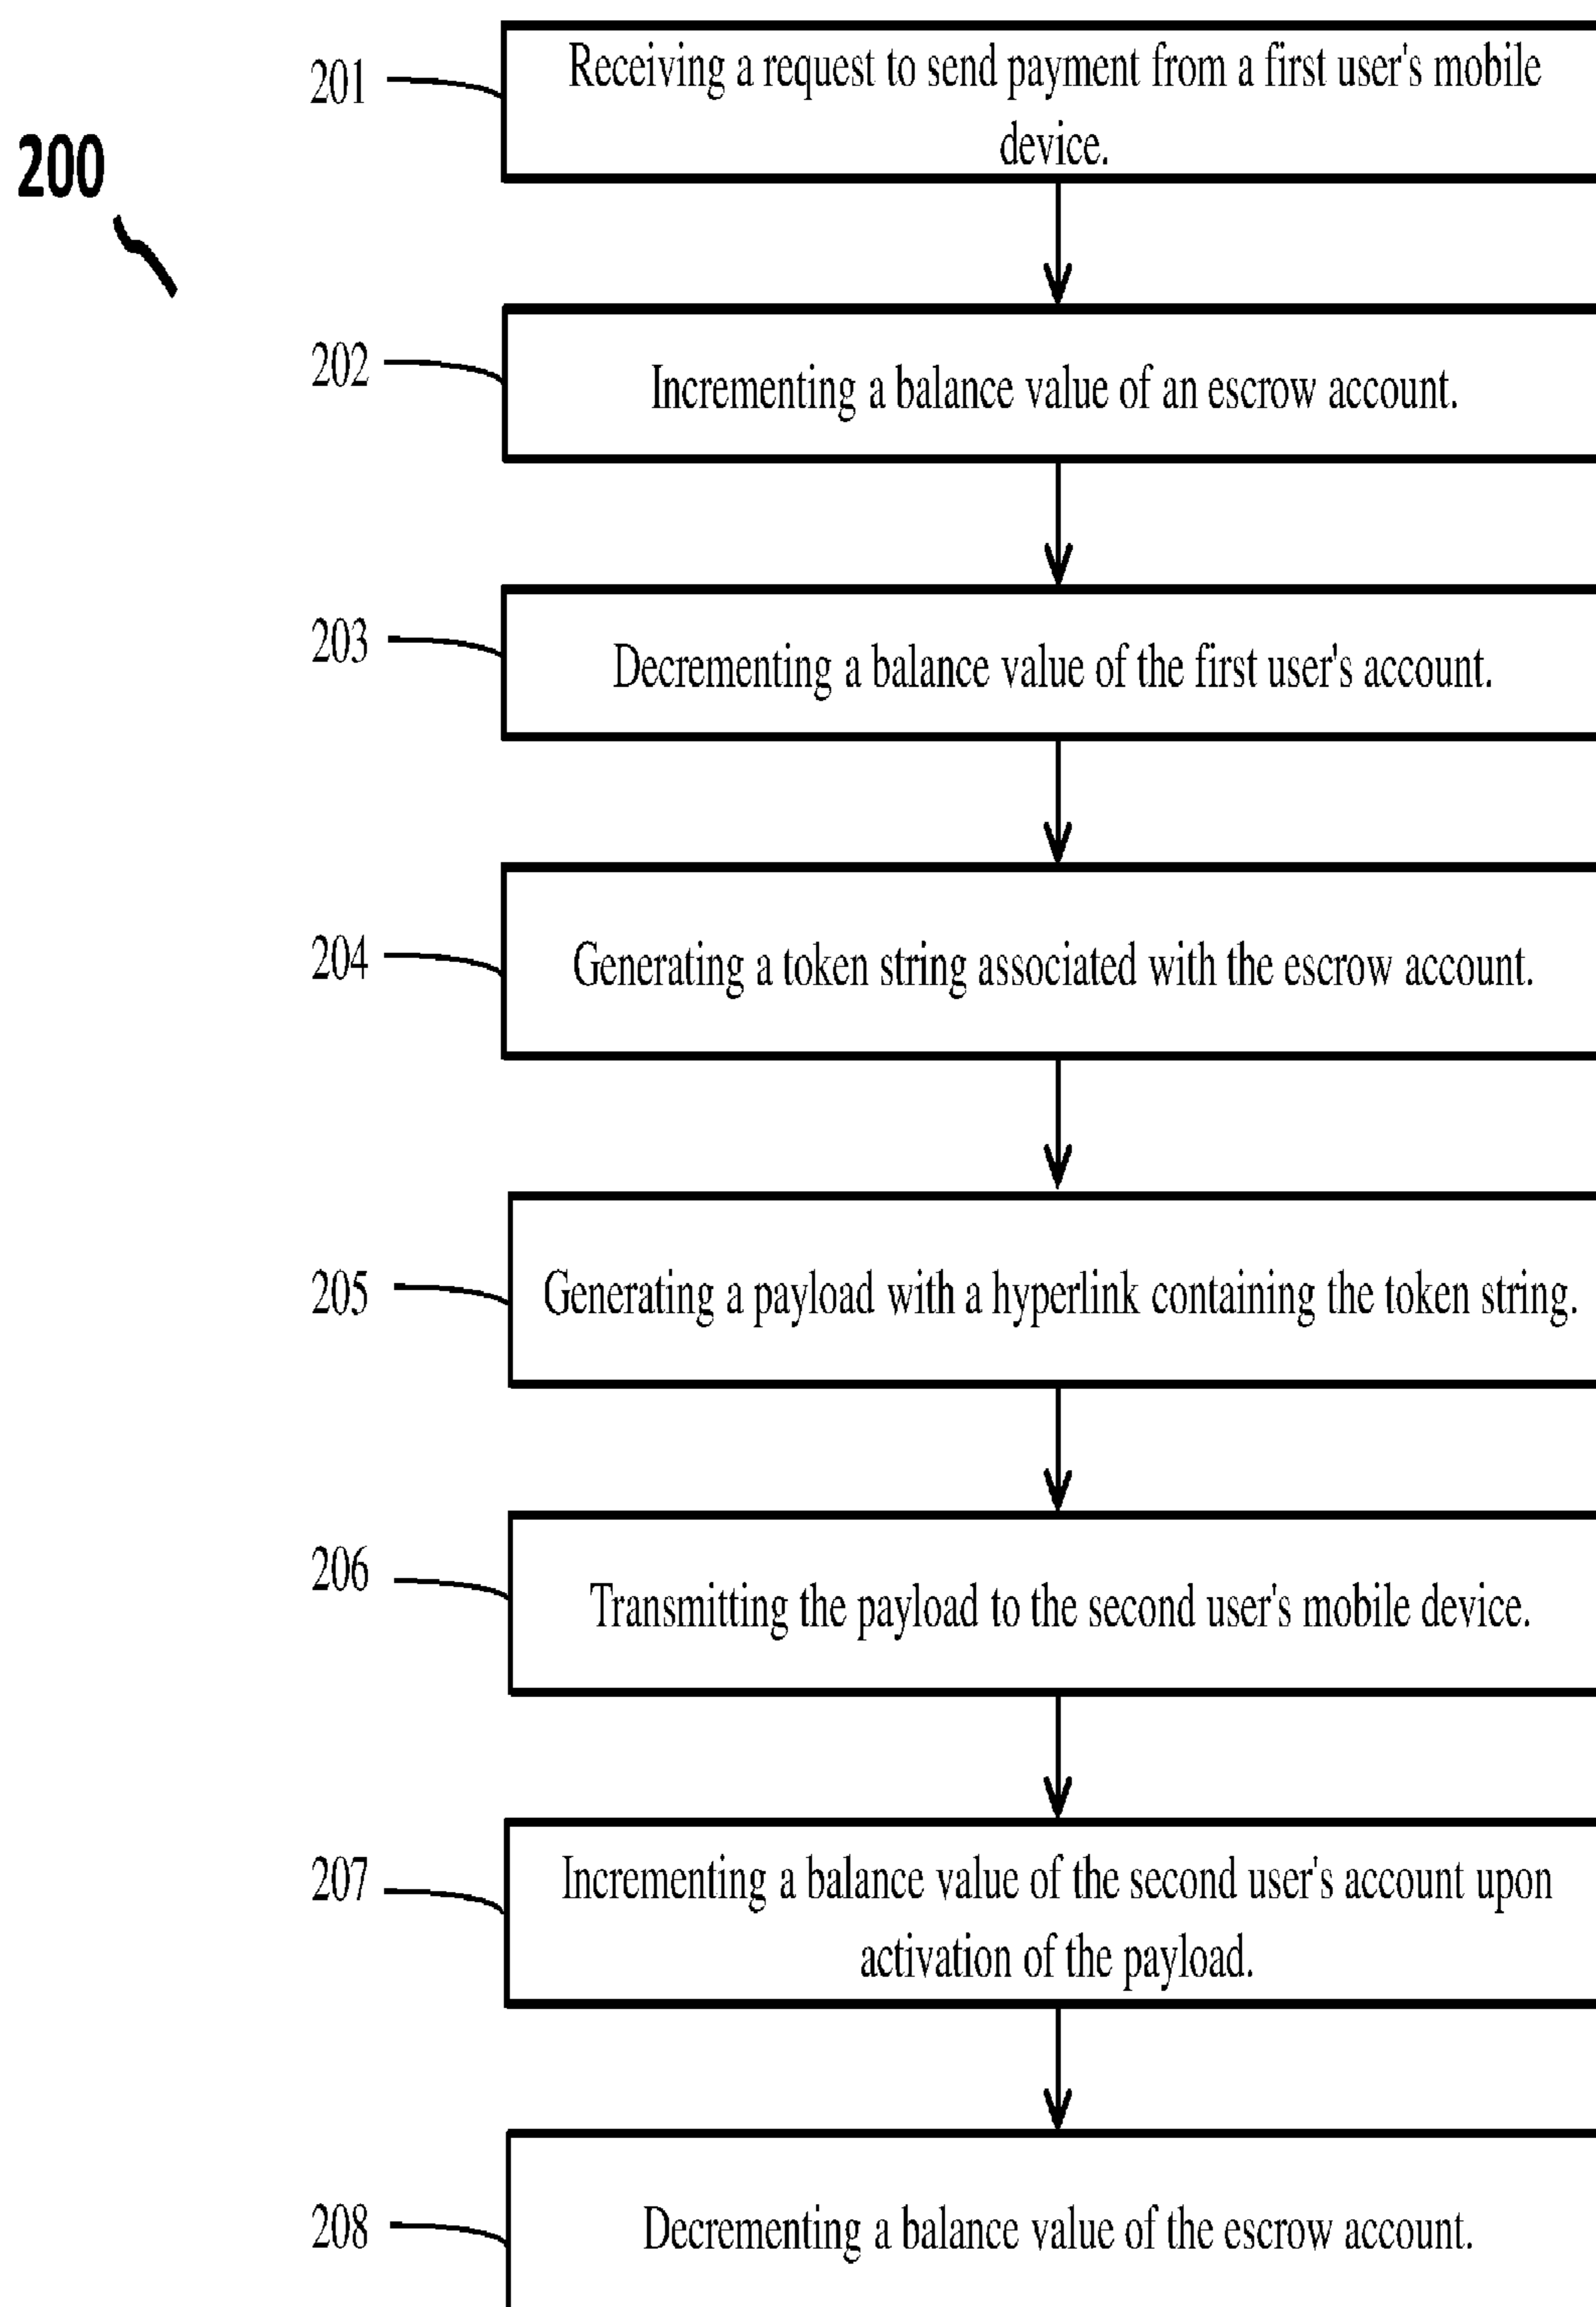 200
201
Receiving a request to send payment from a first user's mobile
device.
202
Incrementing a balance value of an escrow account.
203
Decrementing a balance value of the first user's account.
204
Generating a token string associated with the escrow account.
205
Generating a payload with a hyperlink containing the token string.
206
Transmitting the payload to the second user's mobile device.
207
Incrementing a balance value of the second user's account upon
activation of the payload.
208
Decrementing a balance value of the escrow account.